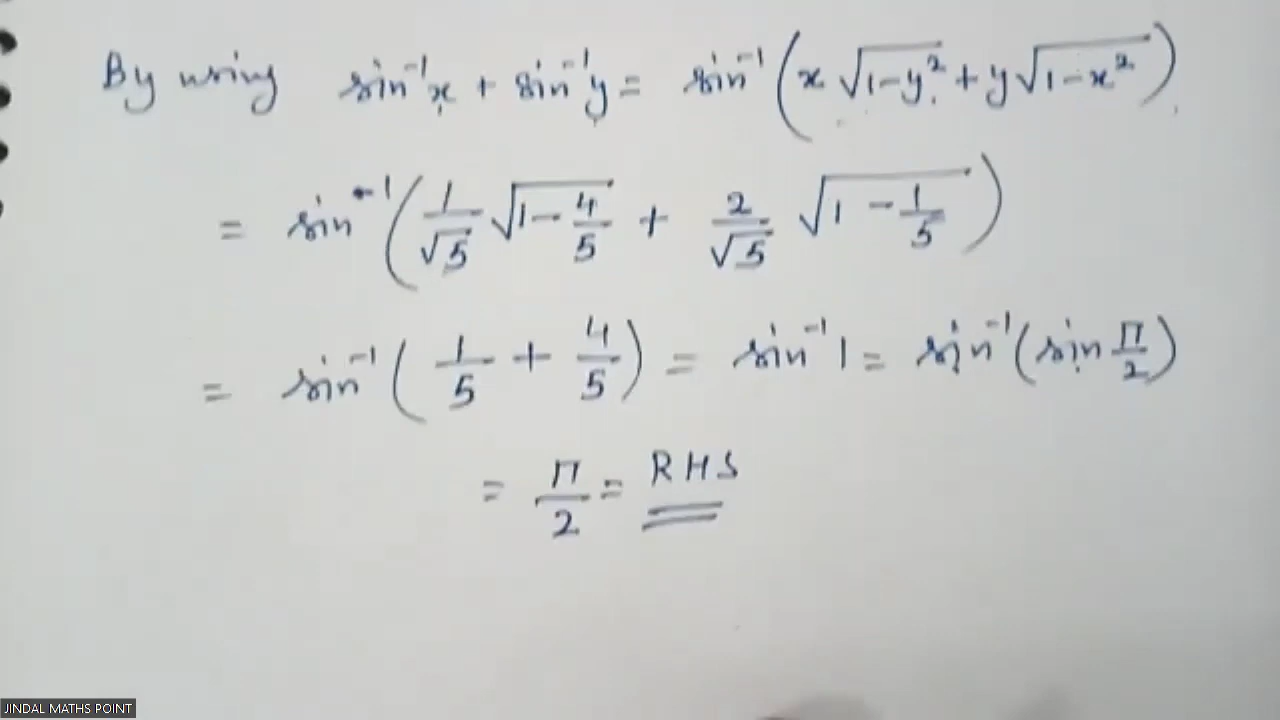 By using sin⁻¹x + sin⁻¹y = sin⁻¹(x√(1-y²) + y√(1-x²))
= sin⁻¹(1/√5 √(1-4/5) + 2/√5 √(1-1/5))
= sin⁻¹(1/5 + 4/5) = sin⁻¹1 = sin⁻¹(sin π/2)
= π/2 = RHS
JINDAL MATHS POINT